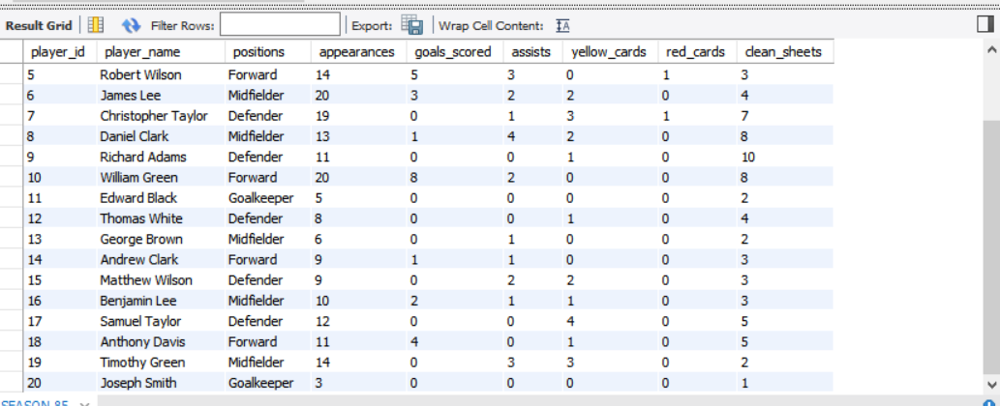 Result Grid Filter Rows: Export: Wrap Cell Content:
player_id player_name positions appearances goals_scored assists yellow_cards red_cards clean_sheets
5 Robert Wilson Forward 14 5 3 0 1 3
6 James Lee Midfielder 20 3 2 2 0 4
7 Christopher Taylor Defender 19 0 1 3 1 7
8 Daniel Clark Midfielder 13 1 4 2 0 8
9 Richard Adams Defender 11 0 0 1 0 10
10 William Green Forward 20 8 2 0 0 8
11 Edward Black Goalkeeper 5 0 0 0 0 2
12 Thomas White Defender 8 0 0 1 0 4
13 George Brown Midfielder 6 0 1 0 0 2
14 Andrew Clark Forward 9 1 1 0 0 3
15 Matthew Wilson Defender 9 0 2 2 0 3
16 Benjamin Lee Midfielder 10 2 1 1 0 3
17 Samuel Taylor Defender 12 0 0 4 0 5
18 Anthony Davis Forward 11 4 0 1 0 5
19 Timothy Green Midfielder 14 0 3 3 0 2
20 Joseph Smith Goalkeeper 3 0 0 0 0 1
SEASON 85